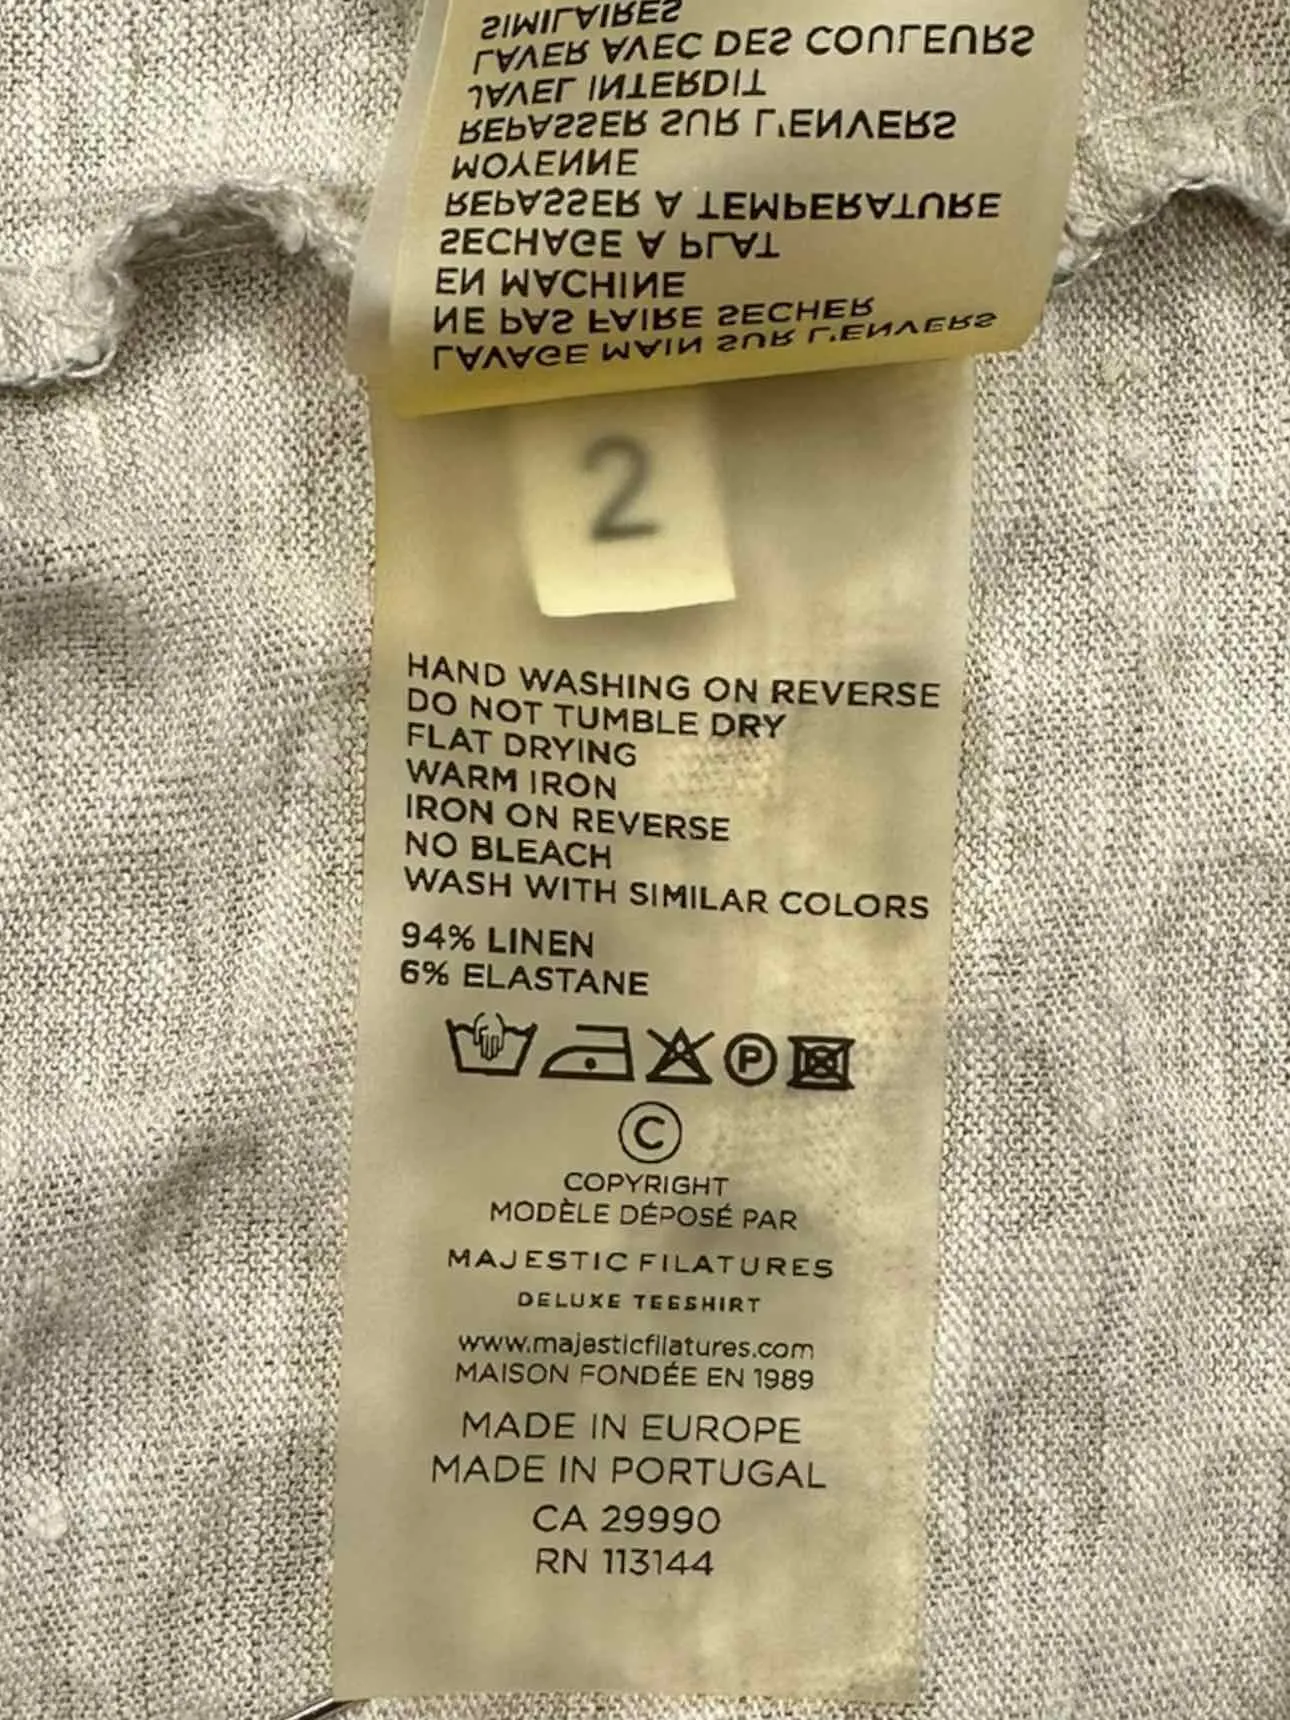 LAVAGE MAIN SUR L'ENVERS
NE PAS FAIRE SECHER
EN MACHINE
SECHAGE A PLAT
REPASSER A TEMPERATURE
MOYENNE
REPASSER SUR L'ENVERS
JAVEL INTERDIT
LAVER AVEC DES COULEURS
SIMILAIRES
2
HAND WASHING ON REVERSE
DO NOT TUMBLE DRY
FLAT DRYING
WARM IRON
IRON ON REVERSE
NO BLEACH
WASH WITH SIMILAR COLORS
94% LINEN
6% ELASTANE
P
©
COPYRIGHT
MODÈLE DÉPOSÉ PAR
MAJESTIC FILATURES
DELUXE TEESHIRT
www.majesticfilatures.com
MAISON FONDÉE EN 1989
MADE IN EUROPE
MADE IN PORTUGAL
CA 29990
RN 113144